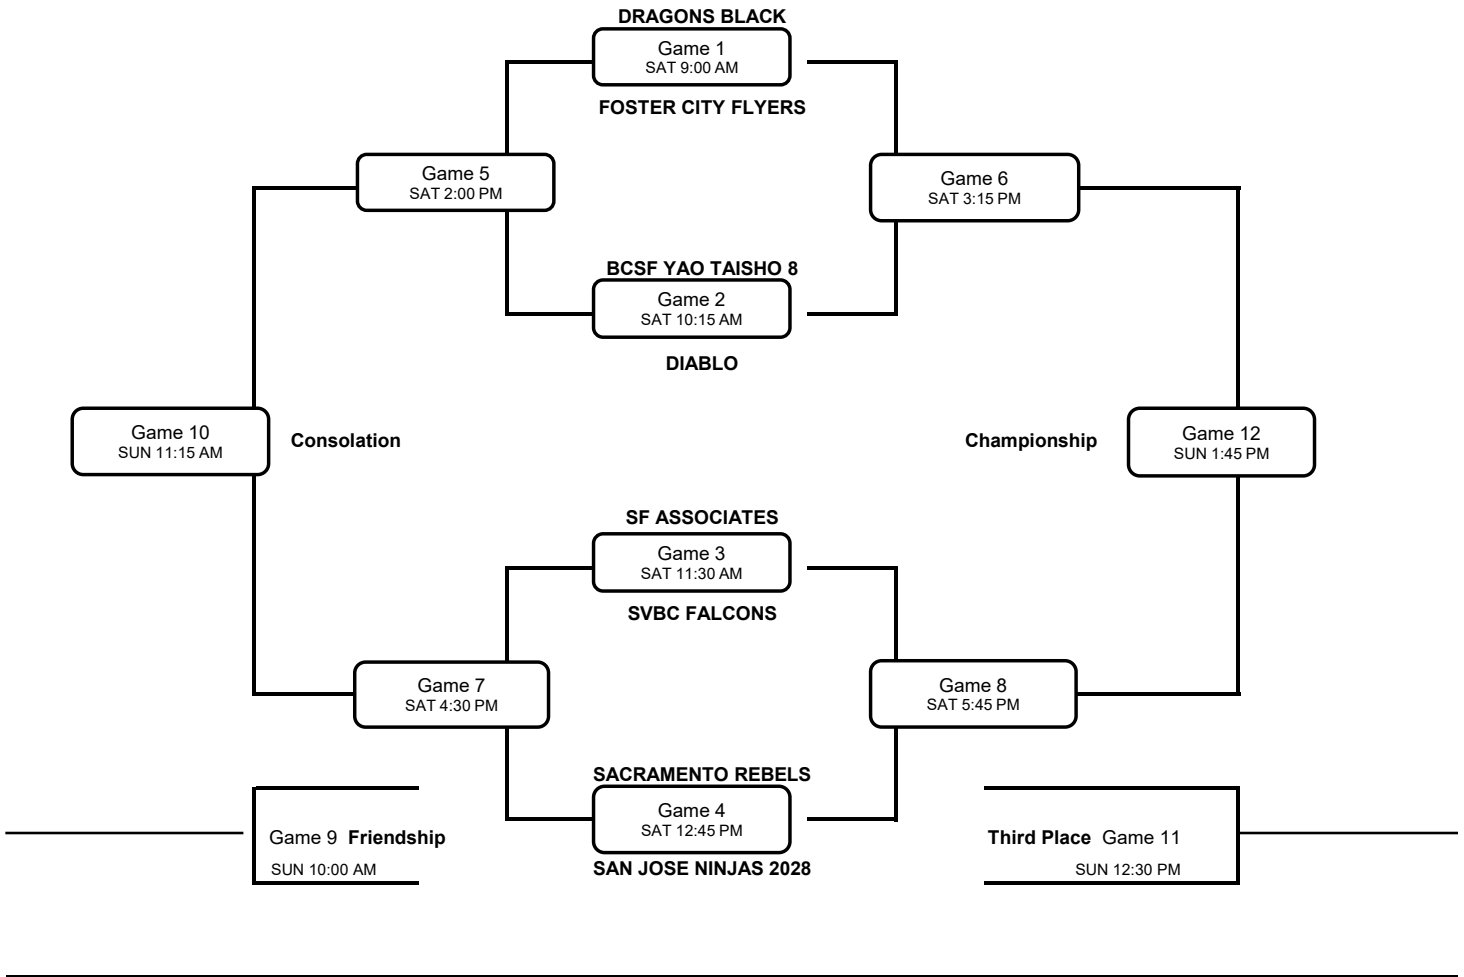 DRAGONS BLACK
Game 1
SAT 9:00 AM
FOSTER CITY FLYERS
Game 5
SAT 2:00 PM
Game 6
SAT 3:15 PM
BCSF YAO TAISHO 8
Game 2
SAT 10:15 AM
DIABLO
Game 10
SUN 11:15 AM
Consolation
Championship
Game 12
SUN 1:45 PM
SF ASSOCIATES
Game 3
SAT 11:30 AM
SVBC FALCONS
Game 7
SAT 4:30 PM
Game 8
SAT 5:45 PM
SACRAMENTO REBELS
Game 4
SAT 12:45 PM
SAN JOSE NINJAS 2028
Game 9 Friendship
SUN 10:00 AM
Third Place Game 11
SUN 12:30 PM